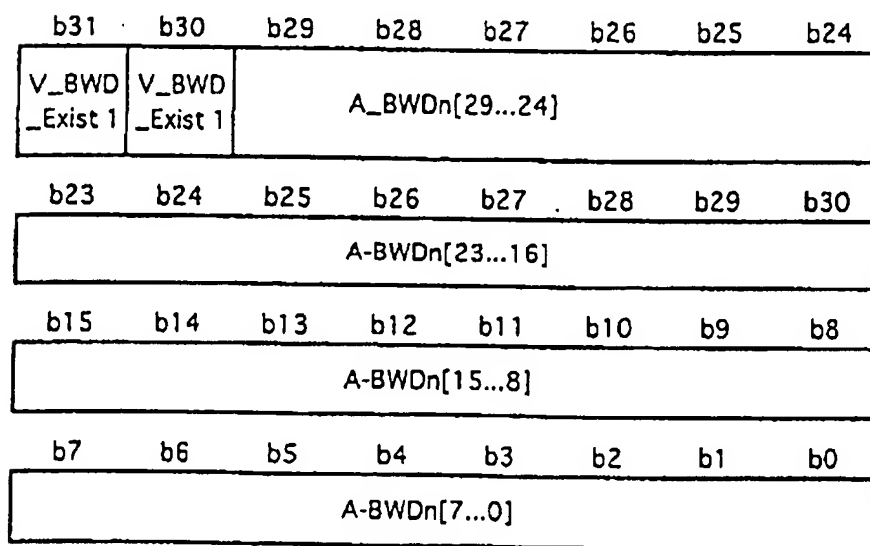 b31 b30 b29 b28 b27 b26 b25 b24
V_BWD V_BWD
_Exist 1 _Exist 1
A_BWDn[29...24]
b23 b24 b25 b26 b27 b28 b29 b30
A-BWDn[23...16]
b15 b14 b13 b12 b11 b10 b9 b8
A-BWDn[15...8]
b7 b6 b5 b4 b3 b2 b1 b0
A-BWDn[7...0]